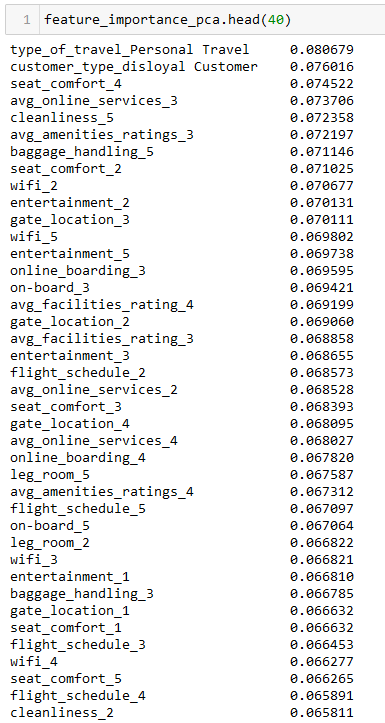 1 feature_importance_pca.head(40)
type_of_travel_Personal Travel 0.080679
customer_type_disloyal Customer 0.076016
seat_comfort_4 0.074522
avg_online_services_3 0.073706
cleanliness_5 0.072358
avg_amenities_ratings_3 0.072197
baggage_handling_5 0.071146
seat_comfort_2 0.071025
wifi_2 0.070677
entertainment_2 0.070131
gate_location_3 0.070111
wifi_5 0.069802
entertainment_5 0.069738
online_boarding_3 0.069595
on-board_3 0.069421
avg_facilities_rating_4 0.069199
gate_location_2 0.069060
avg_facilities_rating_3 0.068858
entertainment_3 0.068655
flight_schedule_2 0.068573
avg_online_services_2 0.068528
seat_comfort_3 0.068393
gate_location_4 0.068095
avg_online_services_4 0.068027
online_boarding_4 0.067820
leg_room_5 0.067587
avg_amenities_ratings_4 0.067312
flight_schedule_5 0.067097
on-board_5 0.067064
leg_room_2 0.066822
wifi_3 0.066821
entertainment_1 0.066810
baggage_handling_3 0.066785
gate_location_1 0.066632
seat_comfort_1 0.066632
flight_schedule_3 0.066453
wifi_4 0.066277
seat_comfort_5 0.066265
flight_schedule_4 0.065891
cleanliness_2 0.065811